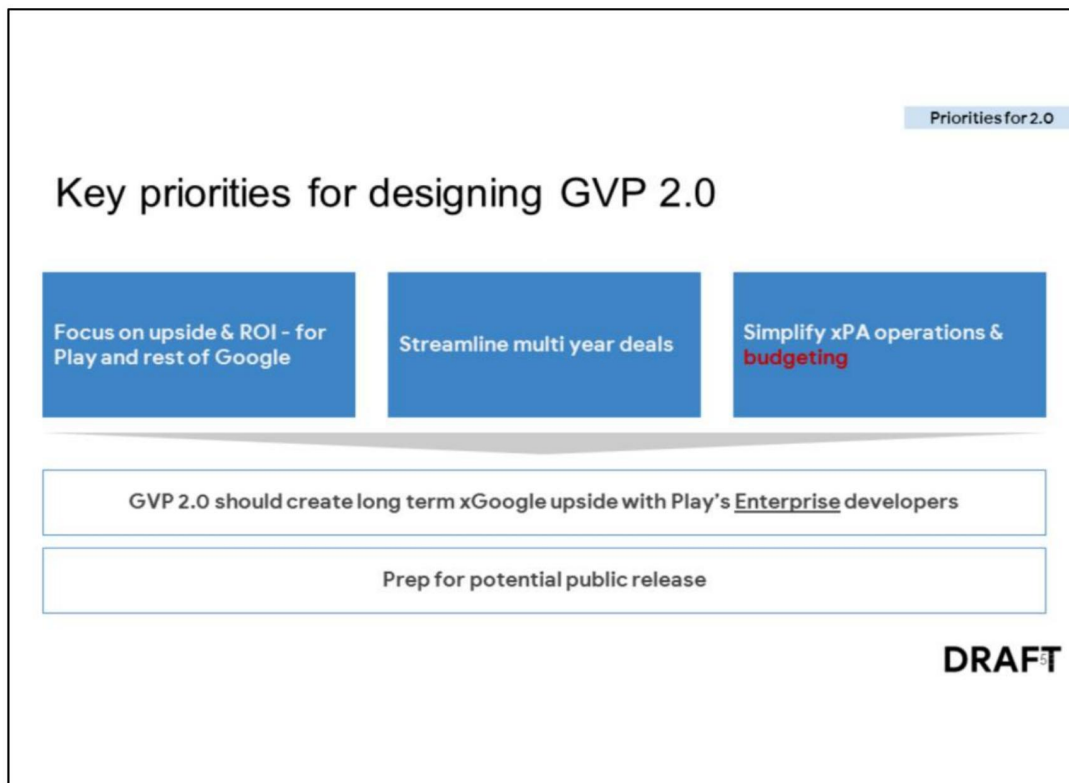 Priorities for 2.0
Key priorities for designing GVP 2.0
Focus on upside & ROI - for
Play and rest of Google
Streamline multi year deals
Simplify xPA operations &
budgeting
GVP 2.0 should create long term xGoogle upside with Play's Enterprise developers
Prep for potential public release
DRAFT
5